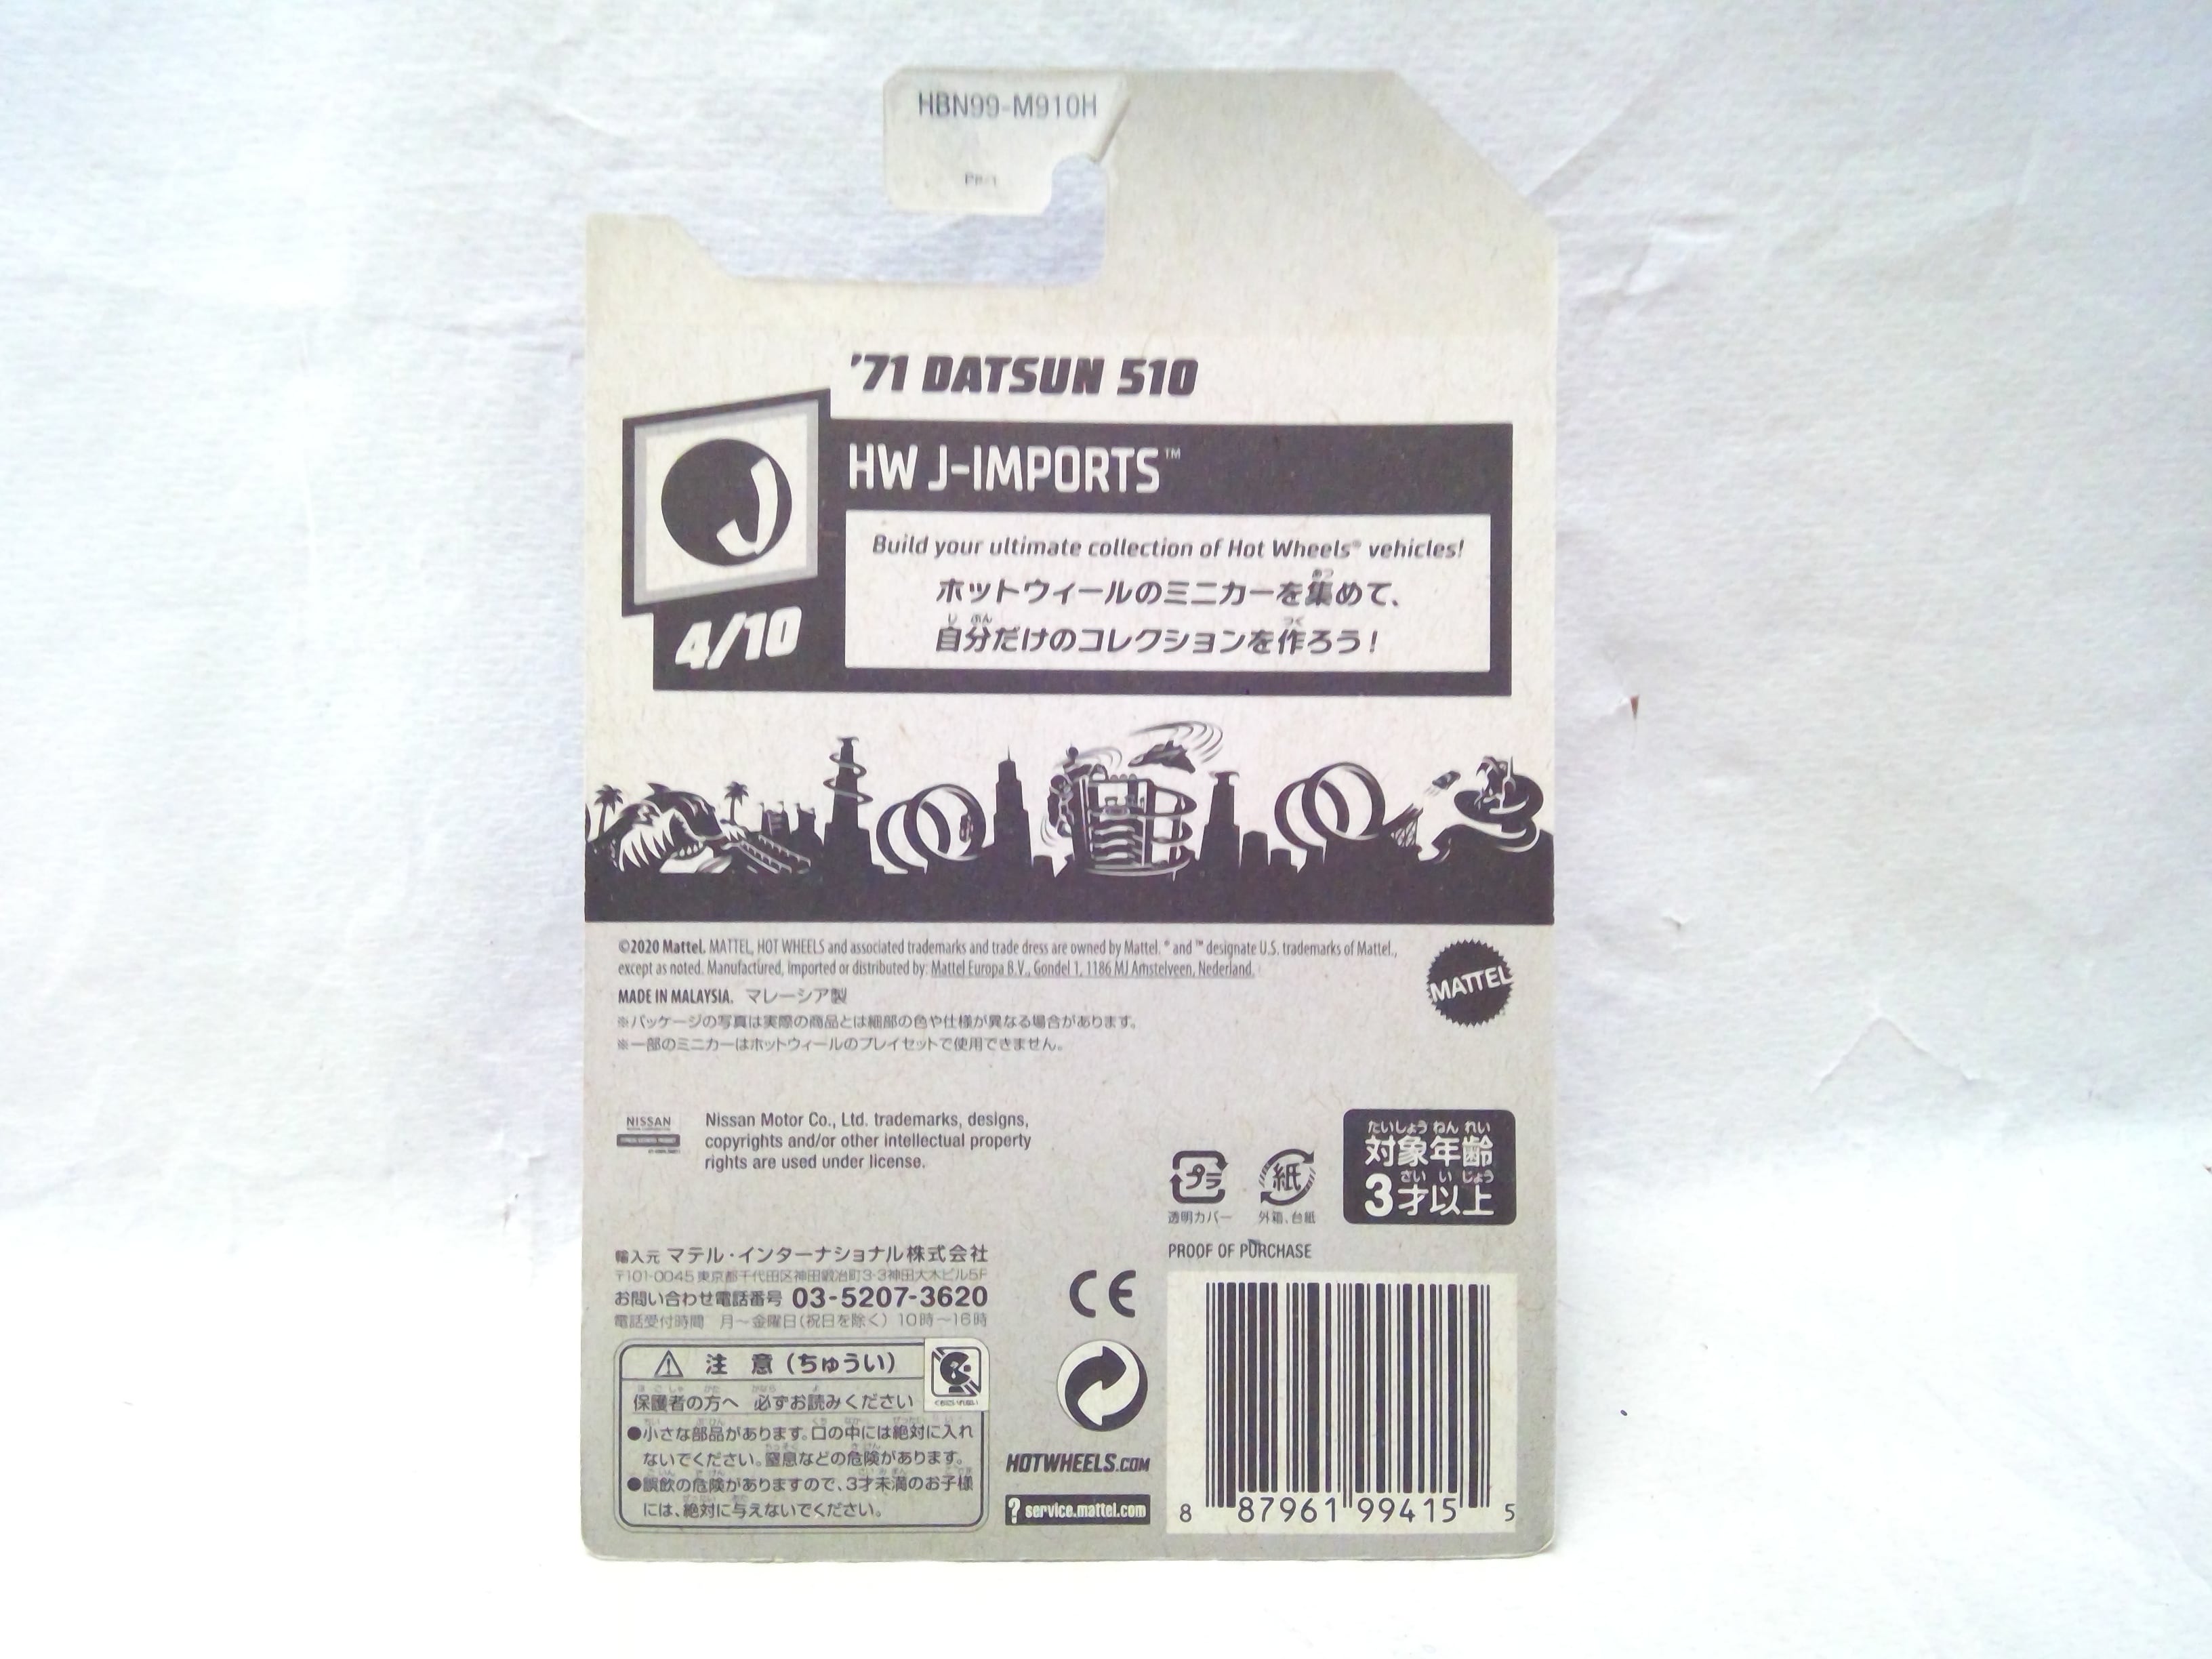 HBN99-M910H
'71 DATSUN 510
J
HW J-IMPORTS™
4/10
Build your ultimate collection of Hot Wheels® vehicles!
ホットウィールのミニカーを集めて、
自分だけのコレクションを作ろう!
©2020 Mattel. MATTEL, HOT WHEELS and associated trademarks and trade dress are owned by Mattel. ® and ™ designate U.S. trademarks of Mattel,
except as noted. Manufactured, imported or distributed by: Mattel Europa B.V., Gondel 1, 1186 MJ Amstelveen, Nederland.
MATTEL
MADE IN MALAYSIA. マレーシア製
※パッケージの写真は実際の商品とは細部の色や仕様が異なる場合があります。
※一部のミニカーはホットウィールのプレイセットで使用できません。
NISSAN
Nissan Motor Co., Ltd. trademarks, designs,
copyrights and/or other intellectual property
rights are used under license.
プラ
透明カバー
紙
外箱、台紙
たいしょう ねん れい
対象年齢
さい い じょう
3才以上
輸入元 マテル・インターナショナル株式会社
〒101-0045 東京都千代田区神田鍛冶町3-3神田大木ビル5F
お問い合わせ電話番号 03-5207-3620
電話受付時間 月〜金曜日(祝日を除く) 10時〜16時
注 意 (ちゅうい)
保護者の方へ 必ずお読みください
●小さな部品があります。口の中には絶対に入れ
ないでください。窒息などの危険があります。
●誤飲の危険がありますので、3才未満のお子様
には、絶対に与えないでください。
CE
HOTWHEELS.COM
? service.mattel.com
PROOF OF PURCHASE
8 87961 99415 5